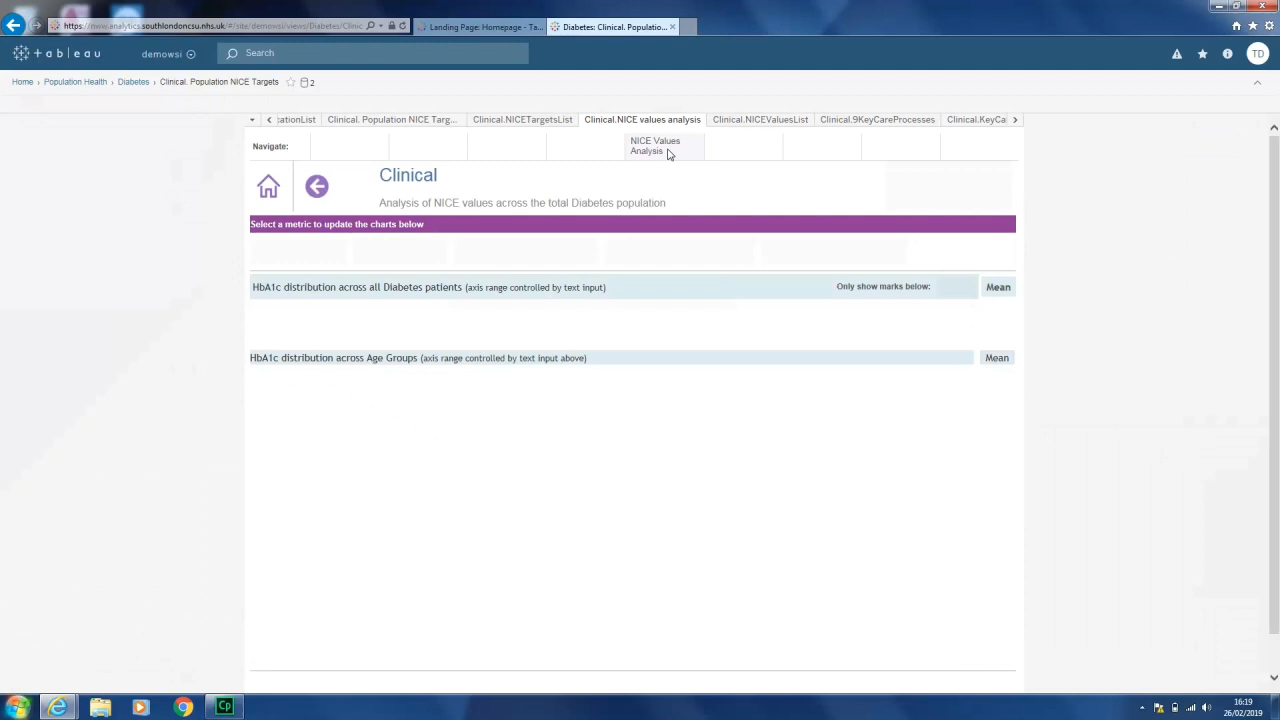 https://www.analytics.southlondoncsu.nhs.uk/#/site/demowsi/views/Diabetes/Clinic
Landing Page: Homepage - Ta...
Diabetes: Clinical. Populatio...
+ a b l e a u
demowsi
Search
TD
Home > Population Health > Diabetes > Clinical. Population NICE Targets
2
ationList
Clinical. Population NICE Targ...
Clinical.NICETargetsList
Clinical.NICE values analysis
Clinical.NICEValuesList
Clinical.9KeyCareProcesses
Clinical.KeyCa
Navigate:
NICE Values
Analysis
Clinical
Analysis of NICE values across the total Diabetes population
Select a metric to update the charts below
HbA1c distribution across all Diabetes patients (axis range controlled by text input)
Only show marks below:
Mean
HbA1c distribution across Age Groups (axis range controlled by text input above)
Mean
Cp
16:19
26/02/2019